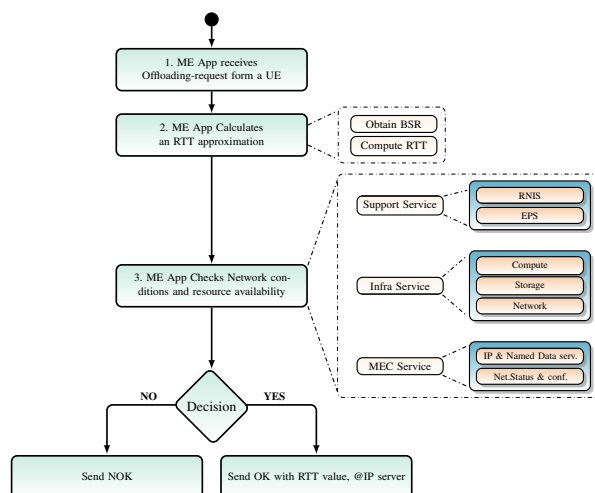 1. ME App receives
Offloading-request form a UE
2. ME App Calculates
an RTT approximation
Obtain BSR
Compute RTT
3. ME App Checks Network con-
ditions and resource availability
Support Service
RNIS
EPS
Infra Service
Compute
Storage
Network
MEC Service
IP & Named Data serv.
Net.Status & conf.
Decision
NO
YES
Send NOK
Send OK with RTT value, @IP server